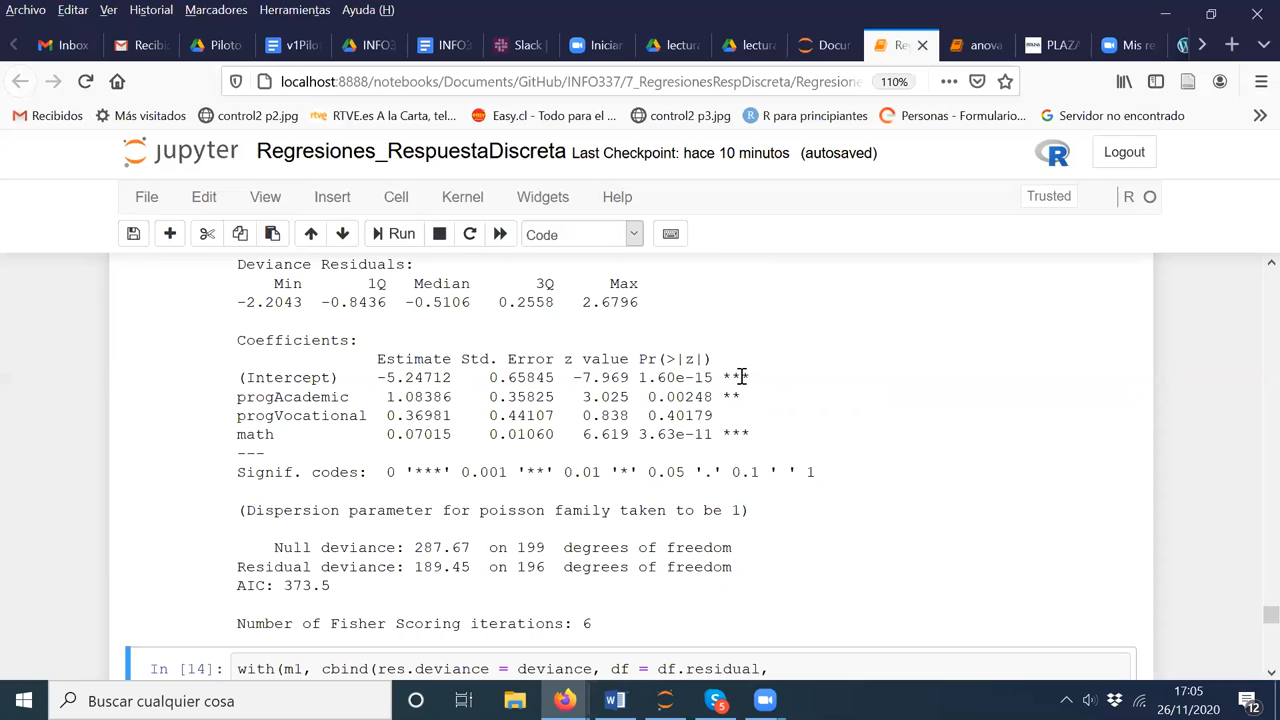 Archivo Editar Ver Historial Marcadores Herramientas Ayuda (H)
Inbox Recibi Piloto v1Pilo INFO3 INFO3 Slack | Iniciar lectura lectura Docur Re anova PLAZA Mis re
localhost:8888/notebooks/Documents/GitHub/INFO337/7_RegresionesRespDiscreta/Regresione 110%
Recibidos Más visitados control2 p2.jpg RTVE.es A la Carta, tel... Easy.cl - Todo para el ... control2 p3.jpg R para principiantes Personas - Formulario... Servidor no encontrado
jupyter Regresiones_RespuestaDiscreta Last Checkpoint: hace 10 minutos (autosaved) Logout
File Edit View Insert Cell Kernel Widgets Help Trusted R
Run Code
Deviance Residuals:
Min 1Q Median 3Q Max
-2.2043 -0.8436 -0.5106 0.2558 2.6796
Coefficients:
Estimate Std. Error z value Pr(>|z|)
(Intercept) -5.24712 0.65845 -7.969 1.60e-15 ***
progAcademic 1.08386 0.35825 3.025 0.00248 **
progVocational 0.36981 0.44107 0.838 0.40179
math 0.07015 0.01060 6.619 3.63e-11 ***
---
Signif. codes: 0 '***' 0.001 '**' 0.01 '*' 0.05 '.' 0.1 ' ' 1
(Dispersion parameter for poisson family taken to be 1)
Null deviance: 287.67 on 199 degrees of freedom
Residual deviance: 189.45 on 196 degrees of freedom
AIC: 373.5
Number of Fisher Scoring iterations: 6
In [14]: with(m1, cbind(res.deviance = deviance, df = df.residual,
Buscar cualquier cosa 5 17:05
26/11/2020 12